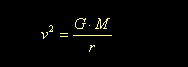 v² = G · M / r